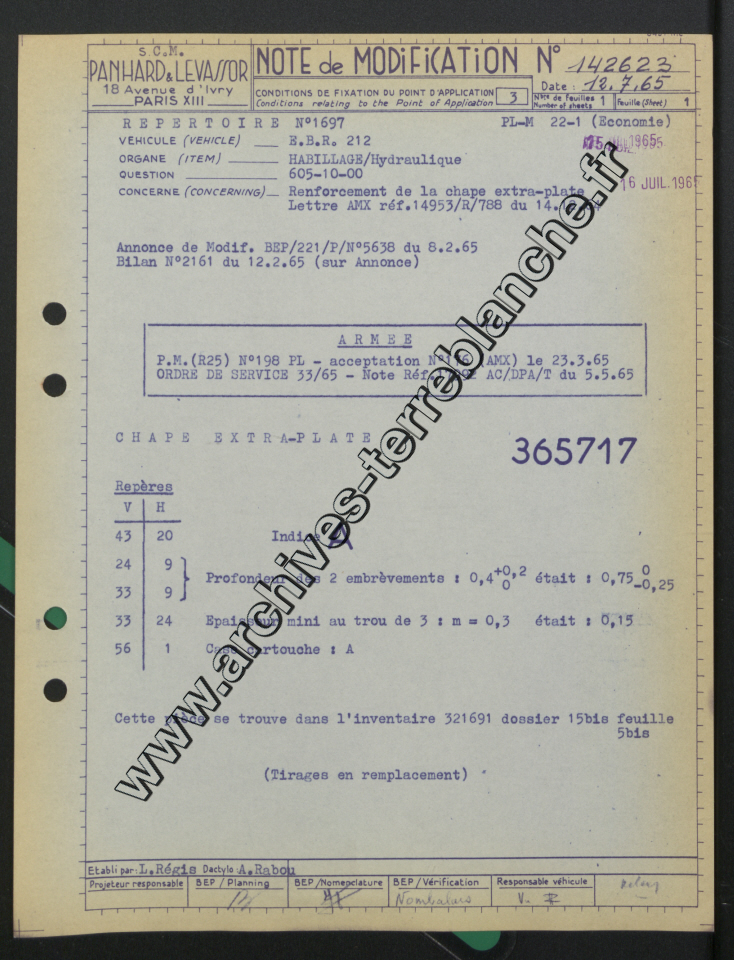 S.C.M.
PANHARD & LEVASSOR
18 Avenue d'Ivry
PARIS XIII
NOTE de MODIFICATION N° 142623
CONDITIONS DE FIXATION DU POINT D'APPLICATION 3
Conditions relating to the Point of Application
Date : 12.7.65
Nbre de Feuilles 1 Feuille (Sheet) 1
Number of sheets
REPERTOIRE N°1697 PL-M 22-1 (Economie)
VÉHICULE (VEHICLE) E.B.R. 212
ORGANE (ITEM) HABILLAGE/Hydraulique
QUESTION 605-10-00
16 JUIL.1965
CONCERNE (CONCERNING) Renforcement de la chape extra-plate
Lettre AMX réf.14953/R/788 du 14.
Annonce de Modif. BEP/221/P/N°5638 du 8.2.65
Bilan N°2161 du 12.2.65 (sur Annonce)
ARMEE
P.M.(R25) N°198 PL - acceptation N°176 (AMX) le 23.3.65
ORDRE DE SERVICE 33/65 - Note Réf. AC/DPA/T du 5.5.65
CHAPE EXTRA-PLATE 365717
Repères
V H
43 20 Indice A
24 9
Profondeur des 2 embrèvements : 0,4 +0,2 0 était : 0,75 0 -0,25
33 9
33 24 Epaisseur mini au trou de 3 : m = 0,3 était : 0,15
56 1 Case cartouche : A
Cette pièce se trouve dans l'inventaire 321691 dossier 15bis feuille
5bis
(Tirages en remplacement)
www.archives-terreblanche.fr
Etabli par: L.Régis Dactylo :A.Rabou
Projeteur responsable BEP / Planning BEP /Nomenclature BEP /Vérification Responsable véhicule